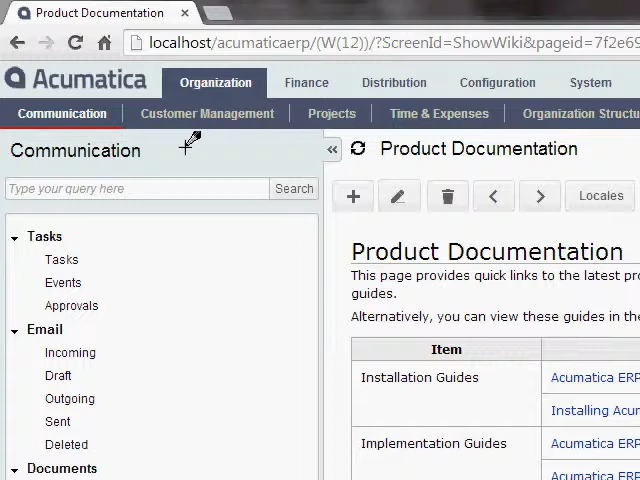 Product Documentation
localhost/acumaticaerp/(W(12))/?ScreenId=ShowWiki&pageid=7f2e69
Acumatica
Organization Finance Distribution Configuration System
Communication Customer Management Projects Time & Expenses Organization Structu
Communication
Product Documentation
Type your query here Search
Locales
Tasks
Tasks
Events
Approvals
Email
Incoming
Draft
Outgoing
Sent
Deleted
Documents
Product Documentation
This page provides quick links to the latest pro
guides.
Alternatively, you can view these guides in the
Item
Installation Guides Acumatica ERP
Installing Acum
Implementation Guides Acumatica ERP
Acumatica ERP